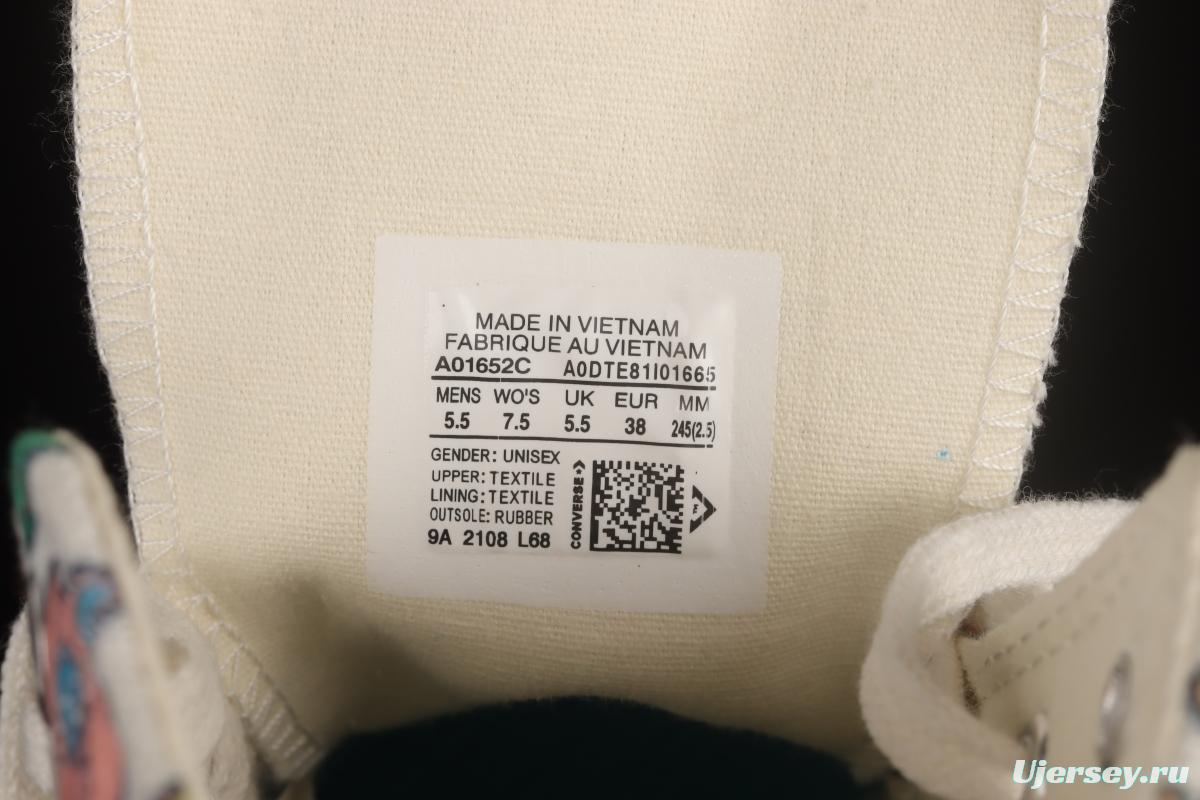 MADE IN VIETNAM
FABRIQUE AU VIETNAM
A01652C A0DTE81I01665
MENS WO'S UK EUR MM
5.5 7.5 5.5 38 245(2.5)
GENDER: UNISEX
UPPER: TEXTILE
LINING: TEXTILE
OUTSOLE: RUBBER
9A 2108 L68
CONVERSE
Ujersey.ru